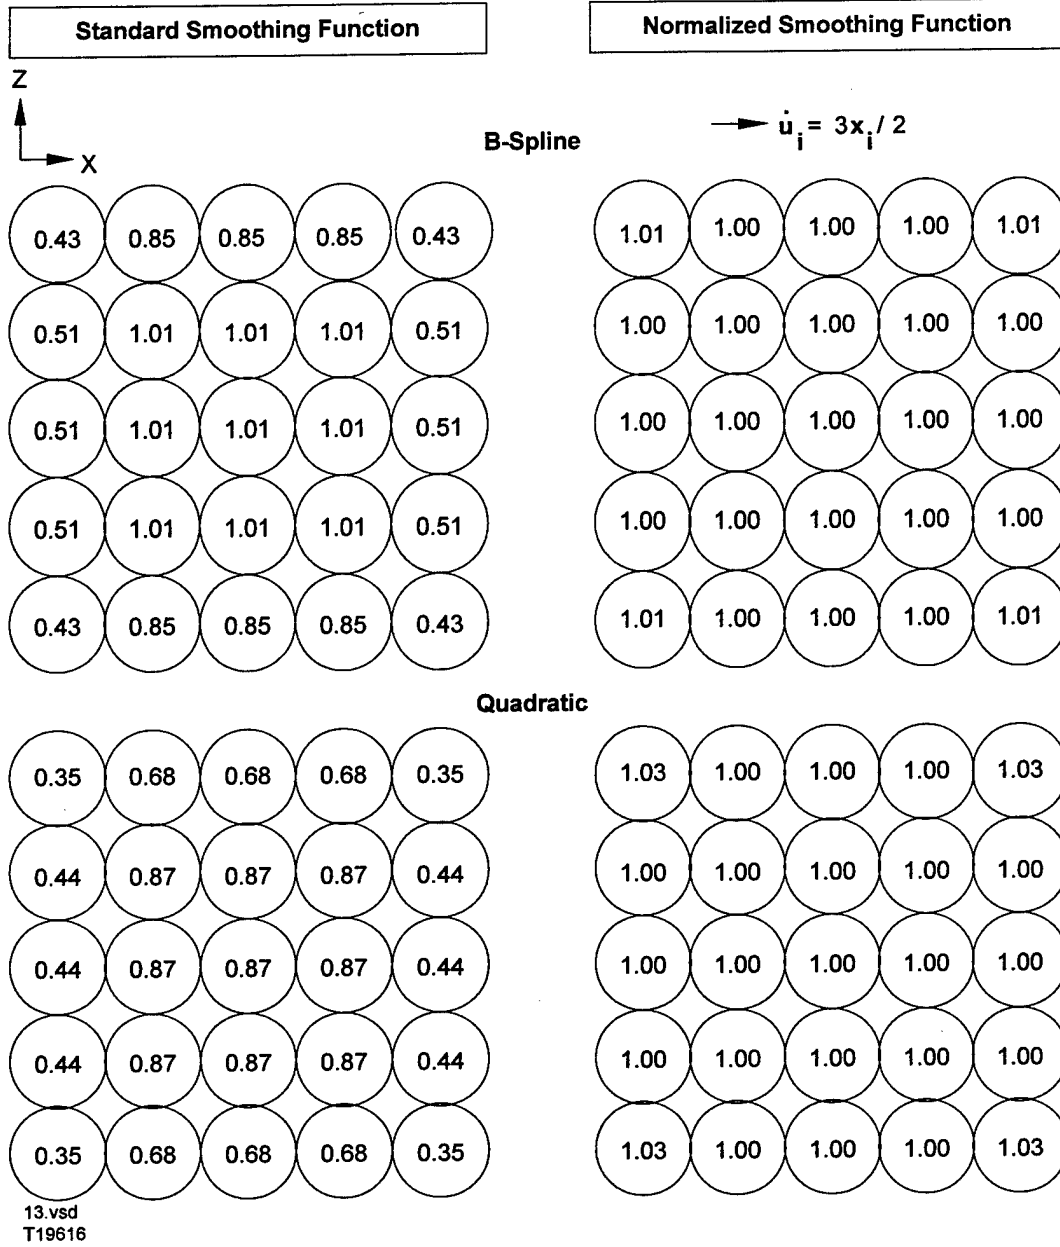 Standard Smoothing Function
Normalized Smoothing Function
Z
X
B-Spline
u̇i = 3xi / 2
0.43 0.85 0.85 0.85 0.43
1.01 1.00 1.00 1.00 1.01
0.51 1.01 1.01 1.01 0.51
1.00 1.00 1.00 1.00 1.00
0.51 1.01 1.01 1.01 0.51
1.00 1.00 1.00 1.00 1.00
0.51 1.01 1.01 1.01 0.51
1.00 1.00 1.00 1.00 1.00
0.43 0.85 0.85 0.85 0.43
1.01 1.00 1.00 1.00 1.01
Quadratic
0.35 0.68 0.68 0.68 0.35
1.03 1.00 1.00 1.00 1.03
0.44 0.87 0.87 0.87 0.44
1.00 1.00 1.00 1.00 1.00
0.44 0.87 0.87 0.87 0.44
1.00 1.00 1.00 1.00 1.00
0.44 0.87 0.87 0.87 0.44
1.00 1.00 1.00 1.00 1.00
0.35 0.68 0.68 0.68 0.35
1.03 1.00 1.00 1.00 1.03
13.vsd
T19616